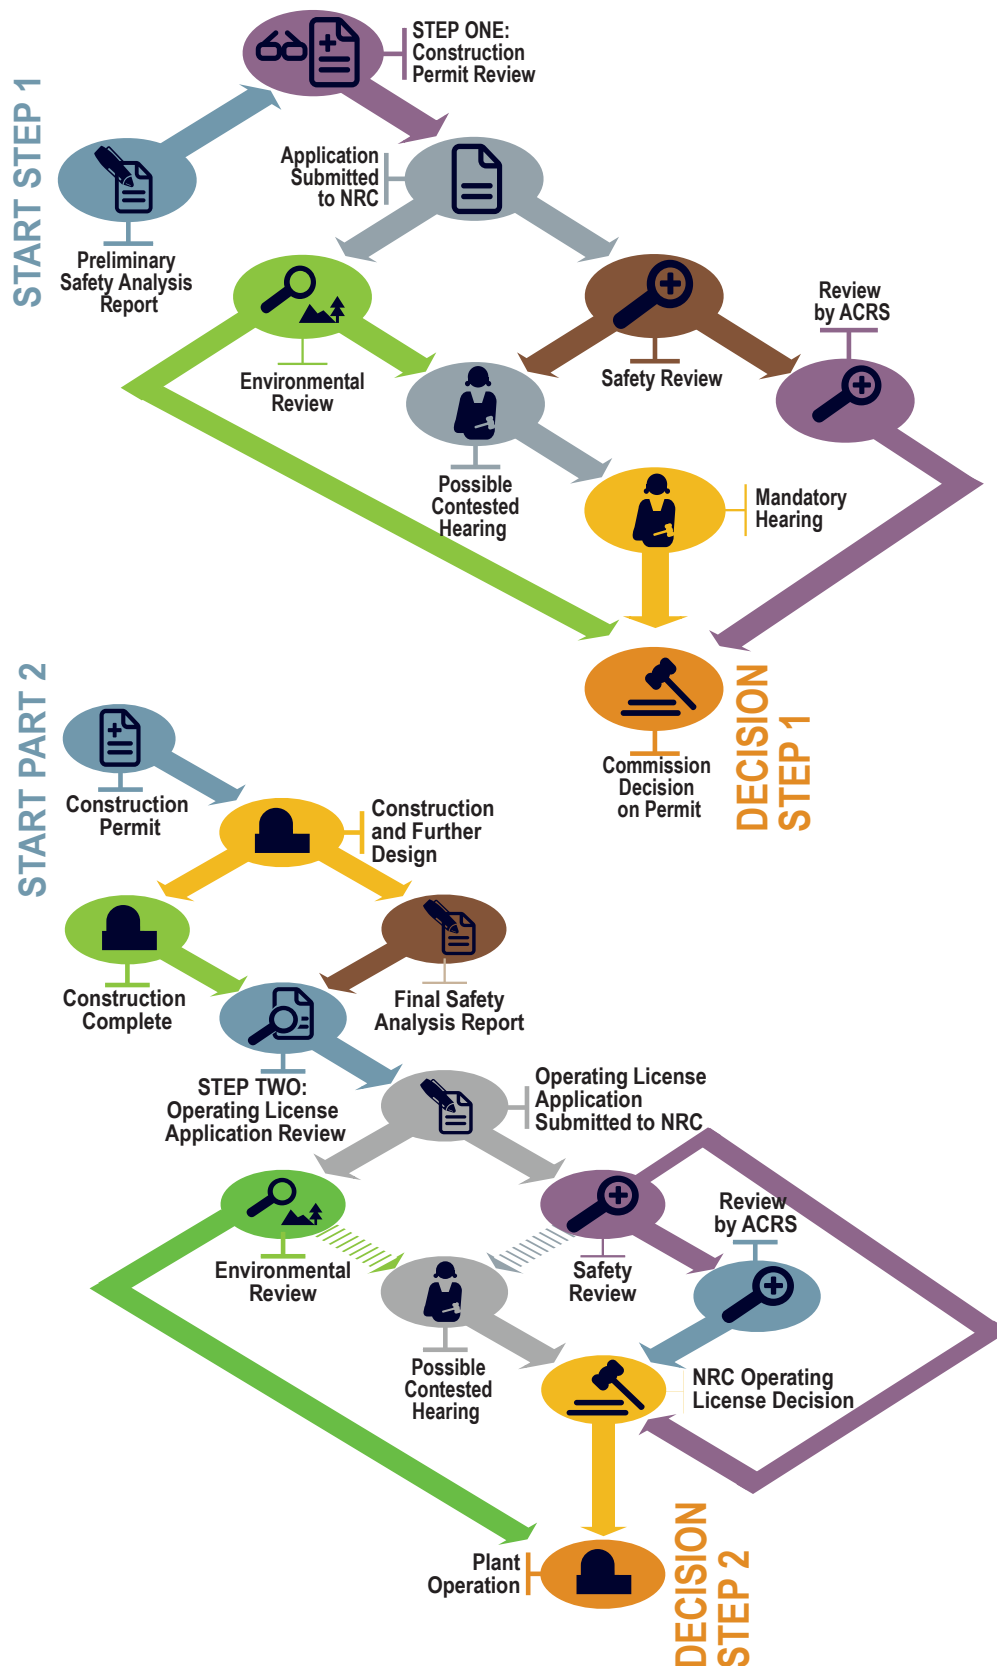 START STEP 1
STEP ONE:
Construction
Permit Review
Application
Submitted
to NRC
Preliminary
Safety Analysis
Report
Environmental
Review
Safety Review
Review
by ACRS
Possible
Contested
Hearing
Mandatory
Hearing
Commission
Decision
on Permit
DECISION
STEP 1
START PART 2
Construction
Permit
Construction
and Further
Design
Construction
Complete
Final Safety
Analysis Report
STEP TWO:
Operating License
Application Review
Operating License
Application
Submitted to NRC
Environmental
Review
Safety
Review
Review
by ACRS
Possible
Contested
Hearing
NRC Operating
License Decision
Plant
Operation
DECISION
STEP 2